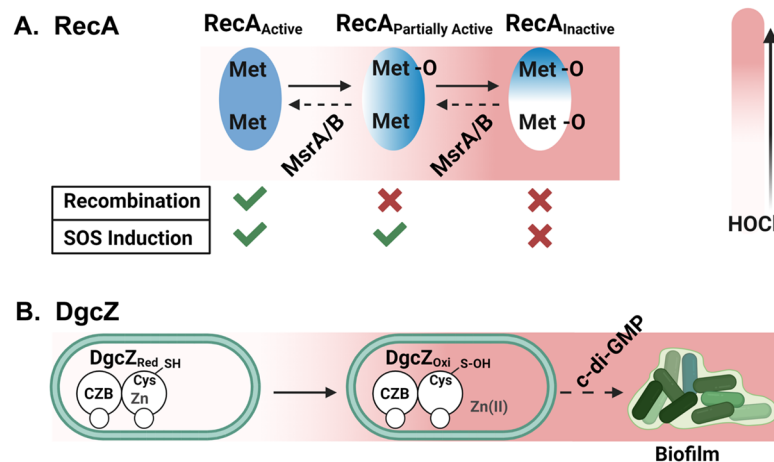 A. RecA
RecAActive
RecAPartially Active
RecAInactive
Met
Met -O
Met -O
Met
Met
Met -O
MsrA/B
MsrA/B
Recombination
SOS Induction
HOCl
B. DgcZ
DgcZRed
SH
Cys
CZB
Zn
DgcZOxi
S-OH
Cys
CZB
Zn(II)
c-di-GMP
Biofilm